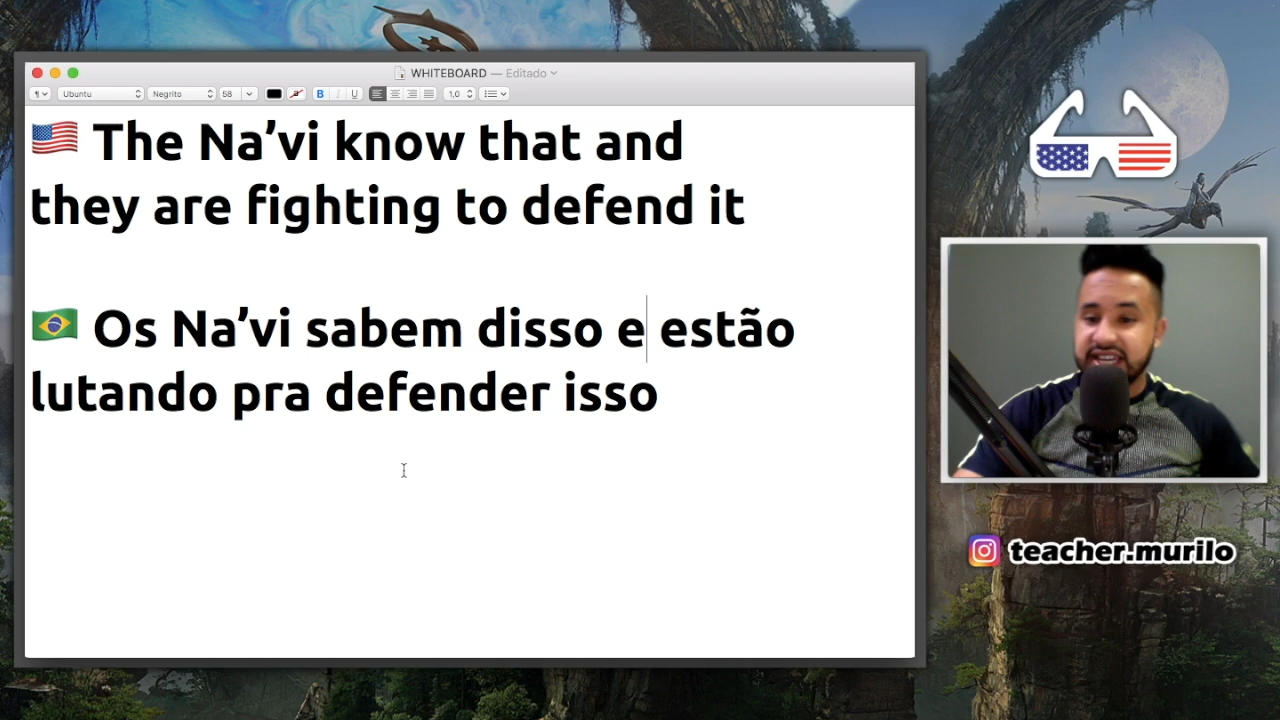 WHITEBOARD — Editado
Ubuntu Negrito 58 B I U 1,0
The Na’vi know that and
they are fighting to defend it
Os Na’vi sabem disso e estão
lutando pra defender isso
teacher.murilo